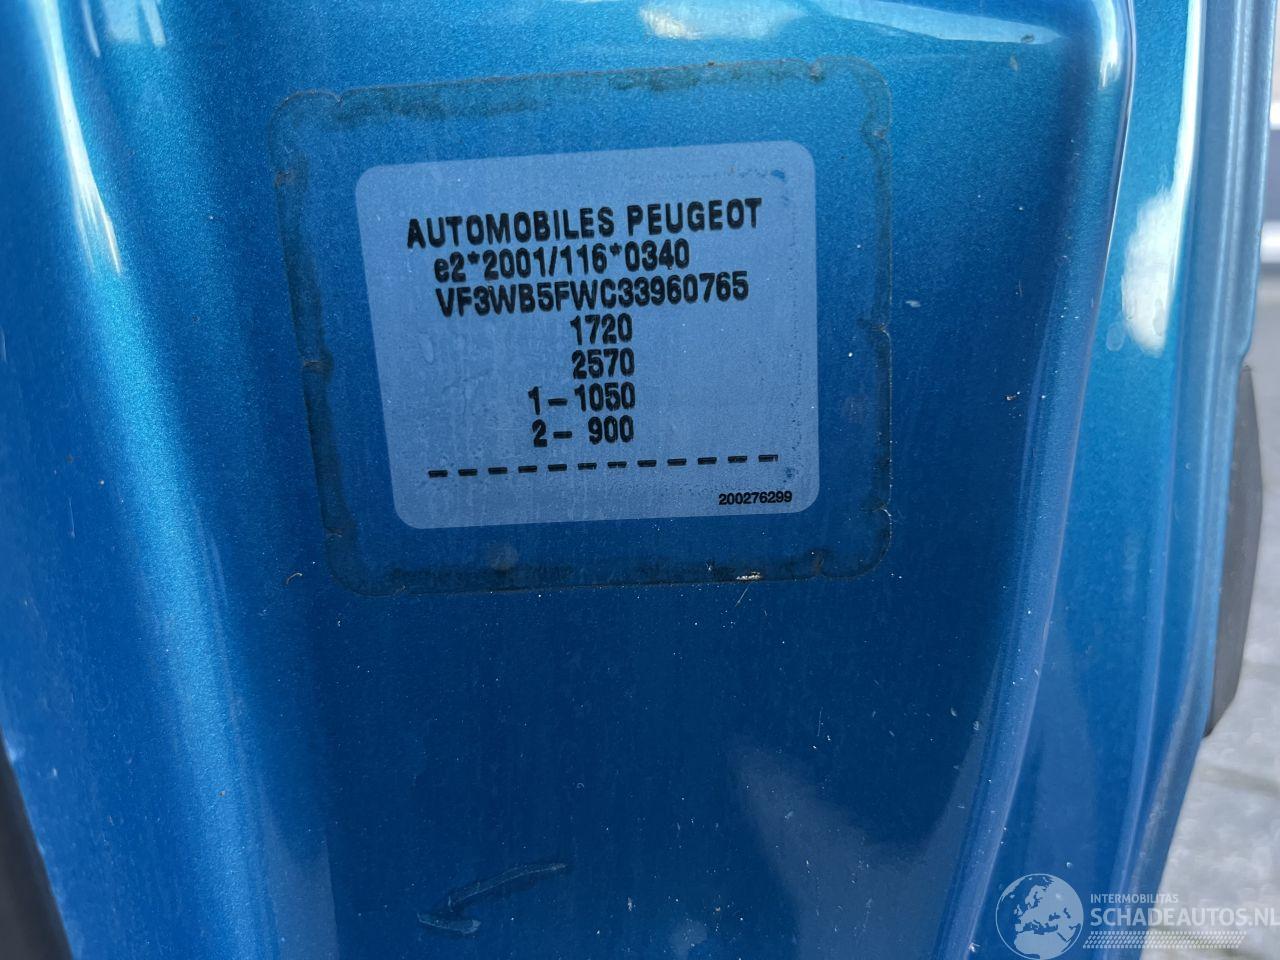 AUTOMOBILES PEUGEOT
e2*2001/116*0340
VF3WB5FWC33960765
1720
2570
1-1050
2- 900
200276299
INTERMOBILITAS
SCHADEAUTOS.NL